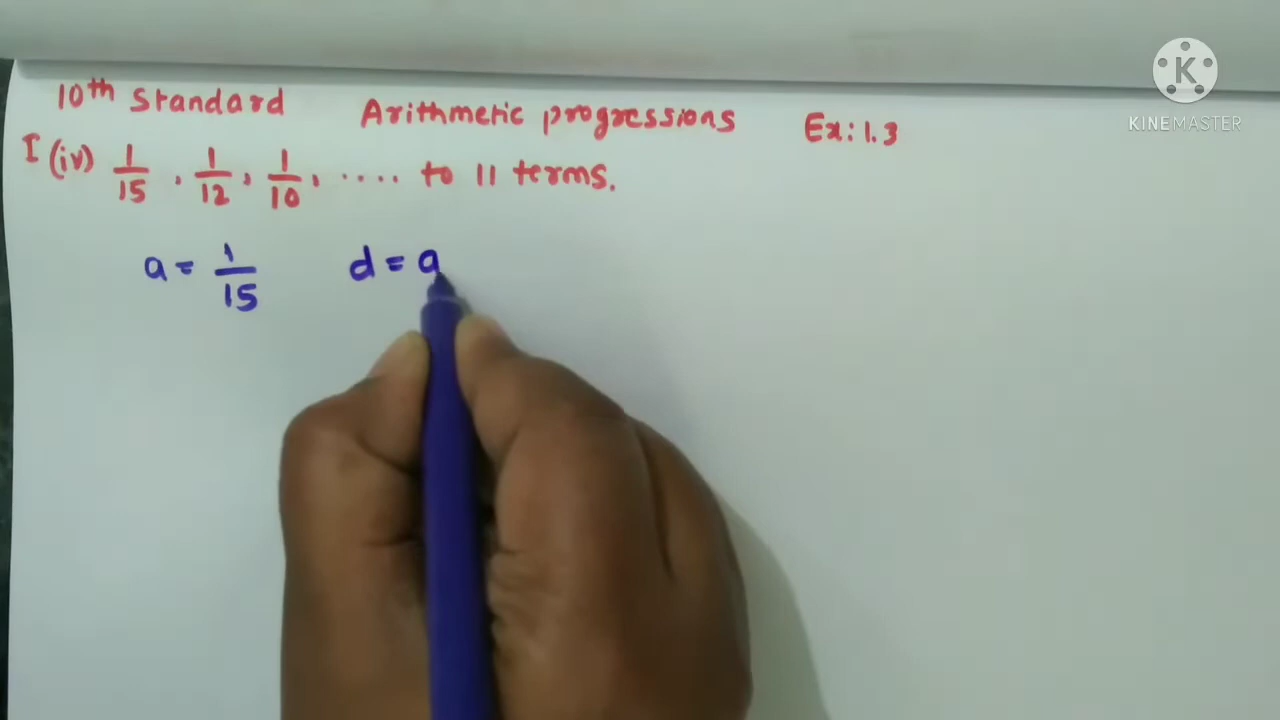 10th Standard Arithmetic progressions Ex: 1.3
I (iv) 1/15, 1/12, 1/10, .... to 11 terms.
a = 1/15 d = a
K
KINEMASTER